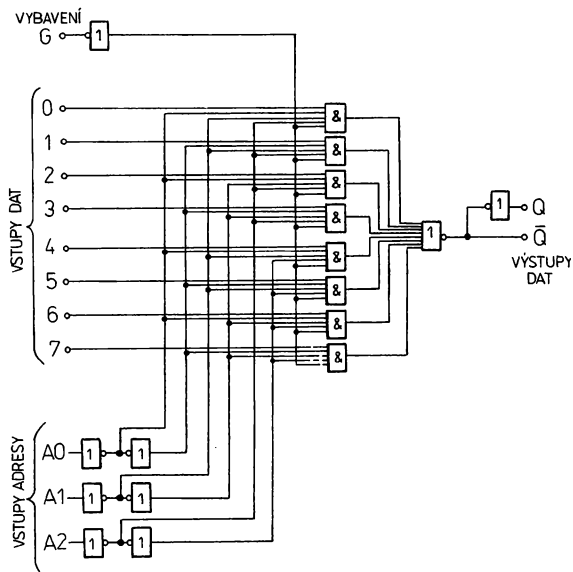 VYBAVENÍ
G 1
VSTUPY DAT
0 &
1 &
2 &
3 &
4 &
5 &
6 &
7 &
1
1 Q
Q̄
VÝSTUPY
DAT
VSTUPY ADRESY
A0 1 1
A1 1 1
A2 1 1